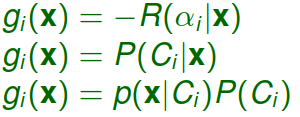 gᵢ(𝐱) = −R(αᵢ|𝐱)
gᵢ(𝐱) = P(Cᵢ|𝐱)
gᵢ(𝐱) = p(𝐱|Cᵢ)P(Cᵢ)